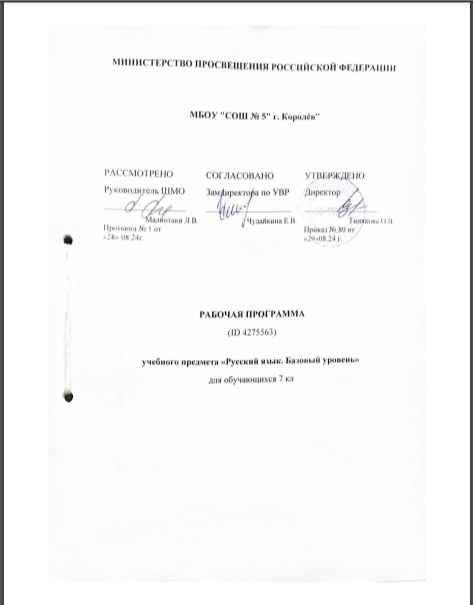 МИНИСТЕРСТВО ПРОСВЕЩЕНИЯ РОССИЙСКОЙ ФЕДЕРАЦИИ
МБОУ "СОШ № 5" г. Королёв"
РАССМОТРЕНО
Руководитель ШМО
Малиотаки Л.В.
Протокол № 1 от
«28» 08.24г.
СОГЛАСОВАНО
Замдиректора по УВР
Чудайкина Е.В.
УТВЕРЖДЕНО
Директор
О.Л.
Приказ № 80 от
«29»08.24 г.
РАБОЧАЯ ПРОГРАММА
(ID 4275563)
учебного предмета «Русский язык. Базовый уровень»
для обучающихся 7 кл